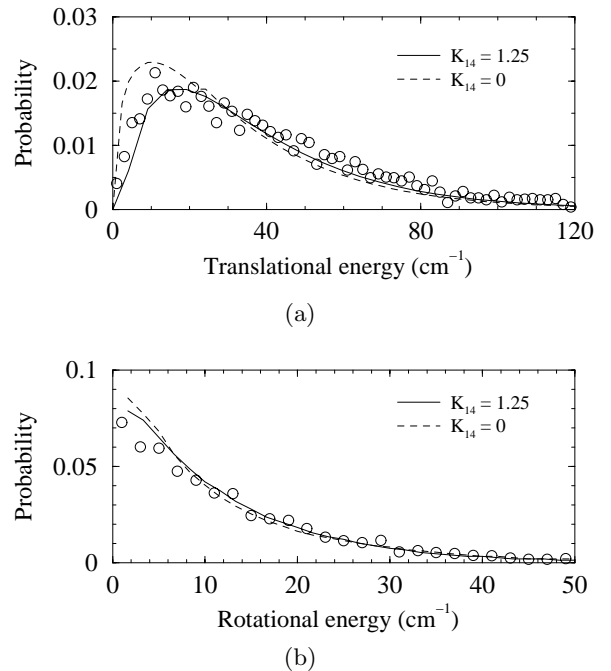 0.03
0.02
0.01
0
Probability
K₁₄ = 1.25
K₁₄ = 0
0 40 80 120
Translational energy (cm⁻¹)
(a)
0.1
0.05
0
Probability
K₁₄ = 1.25
K₁₄ = 0
0 10 20 30 40 50
Rotational energy (cm⁻¹)
(b)